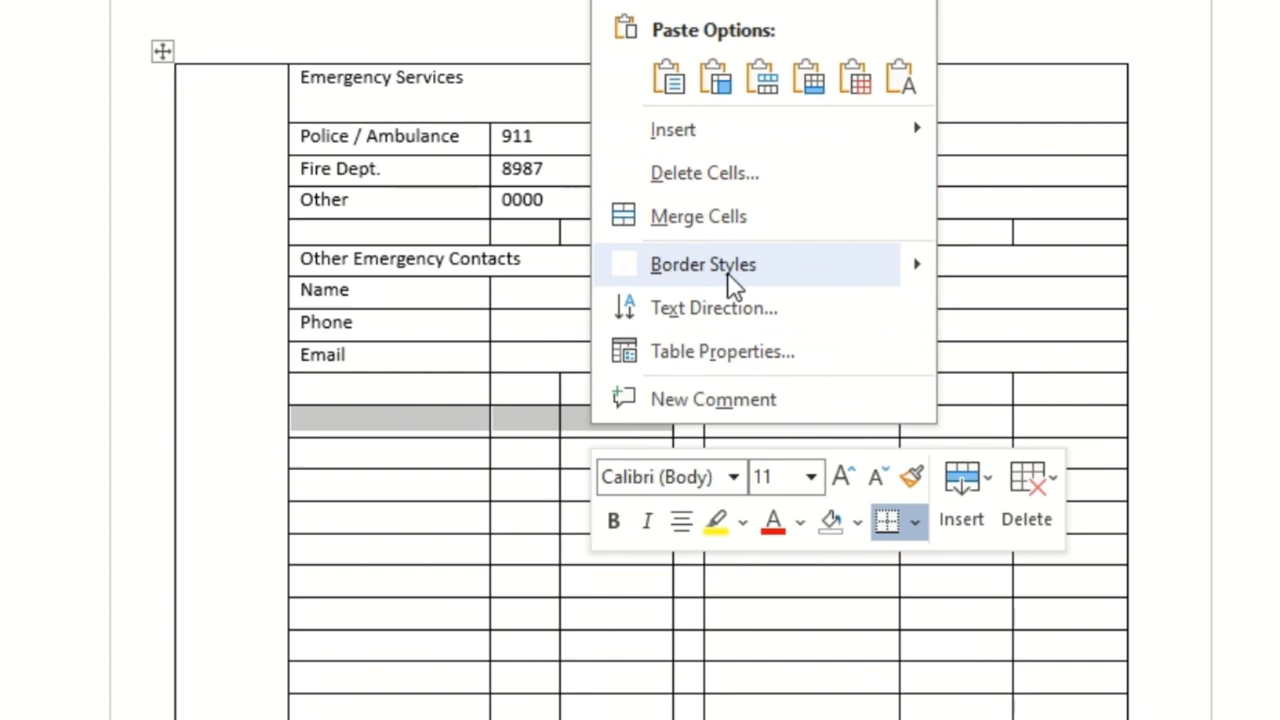 Paste Options:
Emergency Services
Insert
Police / Ambulance 911
Fire Dept. 8987
Delete Cells...
Other 0000
Merge Cells
Other Emergency Contacts
Border Styles
Name
Text Direction...
Phone
Email
Table Properties...
New Comment
Calibri (Body) 11 A A
B I A Insert Delete